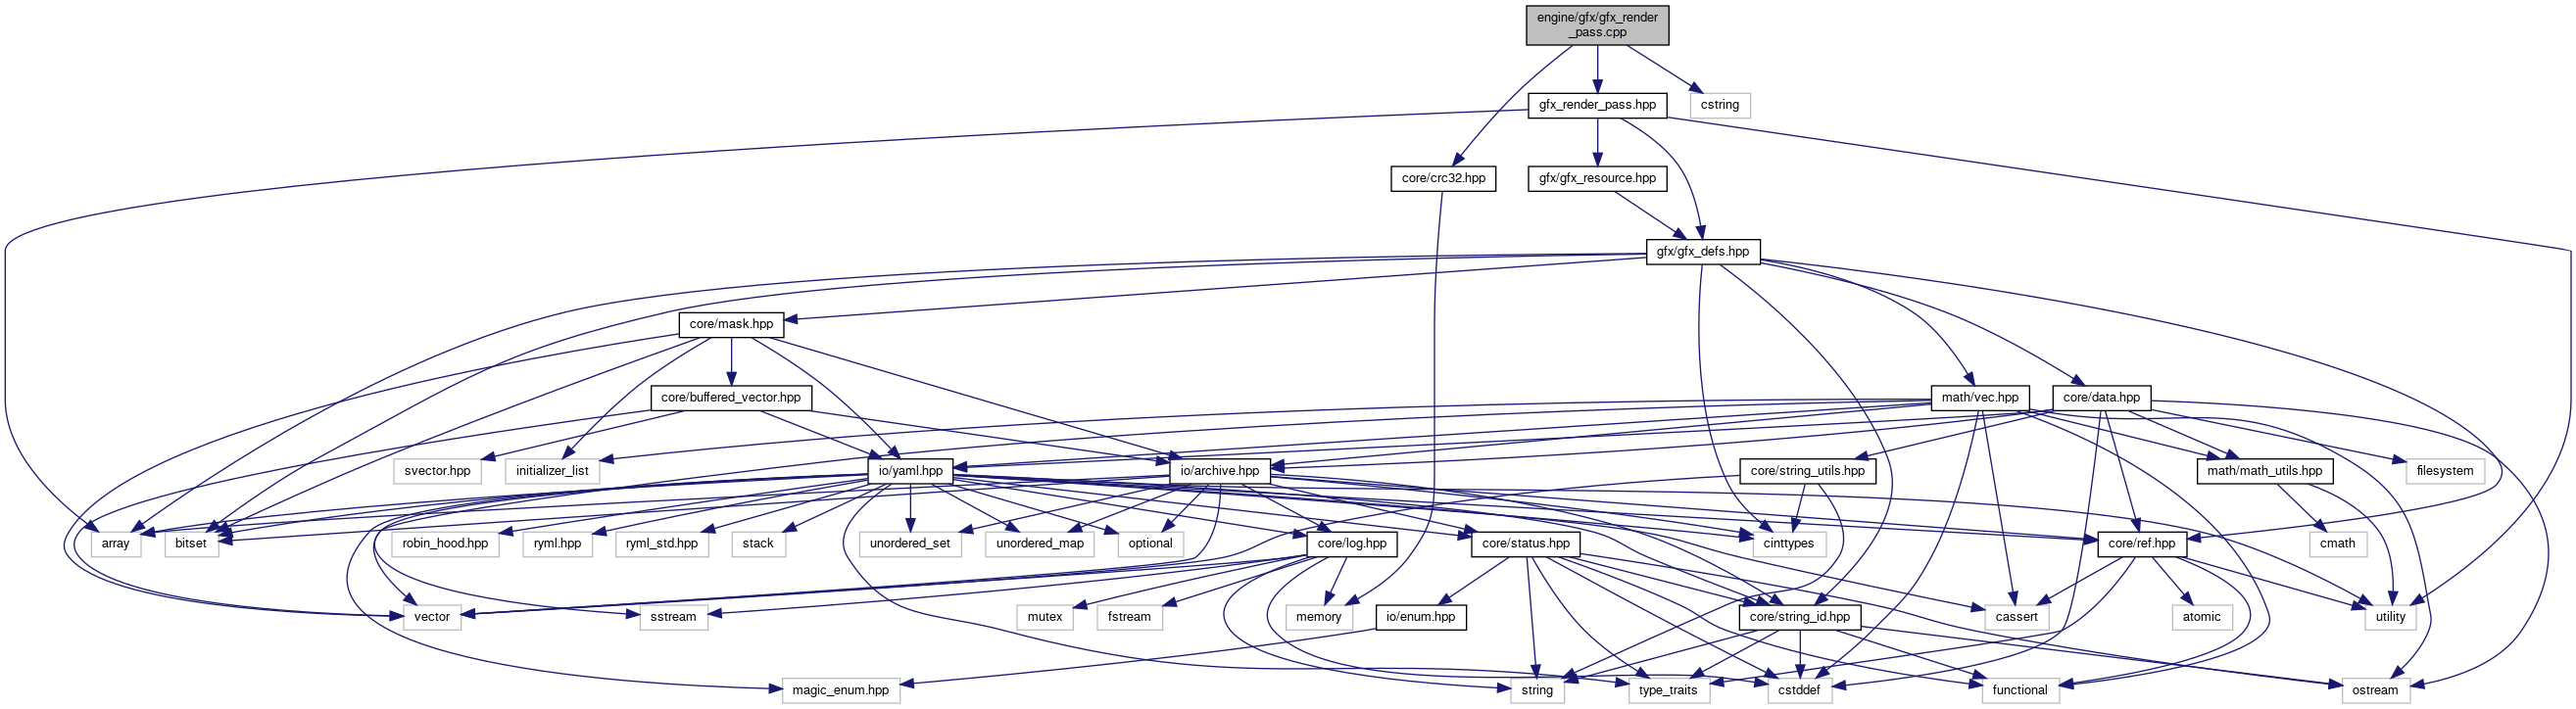 engine/gfx/gfx_render
_pass.cpp
gfx_render_pass.hpp
cstring
core/crc32.hpp
gfx/gfx_resource.hpp
gfx/gfx_defs.hpp
core/mask.hpp
core/buffered_vector.hpp
math/vec.hpp
core/data.hpp
svector.hpp
initializer_list
io/yaml.hpp
io/archive.hpp
core/string_utils.hpp
math/math_utils.hpp
filesystem
array
bitset
robin_hood.hpp
ryml.hpp
ryml_std.hpp
stack
unordered_set
unordered_map
optional
core/log.hpp
core/status.hpp
cinttypes
core/ref.hpp
cmath
vector
sstream
mutex
fstream
memory
io/enum.hpp
core/string_id.hpp
cassert
atomic
utility
magic_enum.hpp
string
type_traits
cstddef
functional
ostream